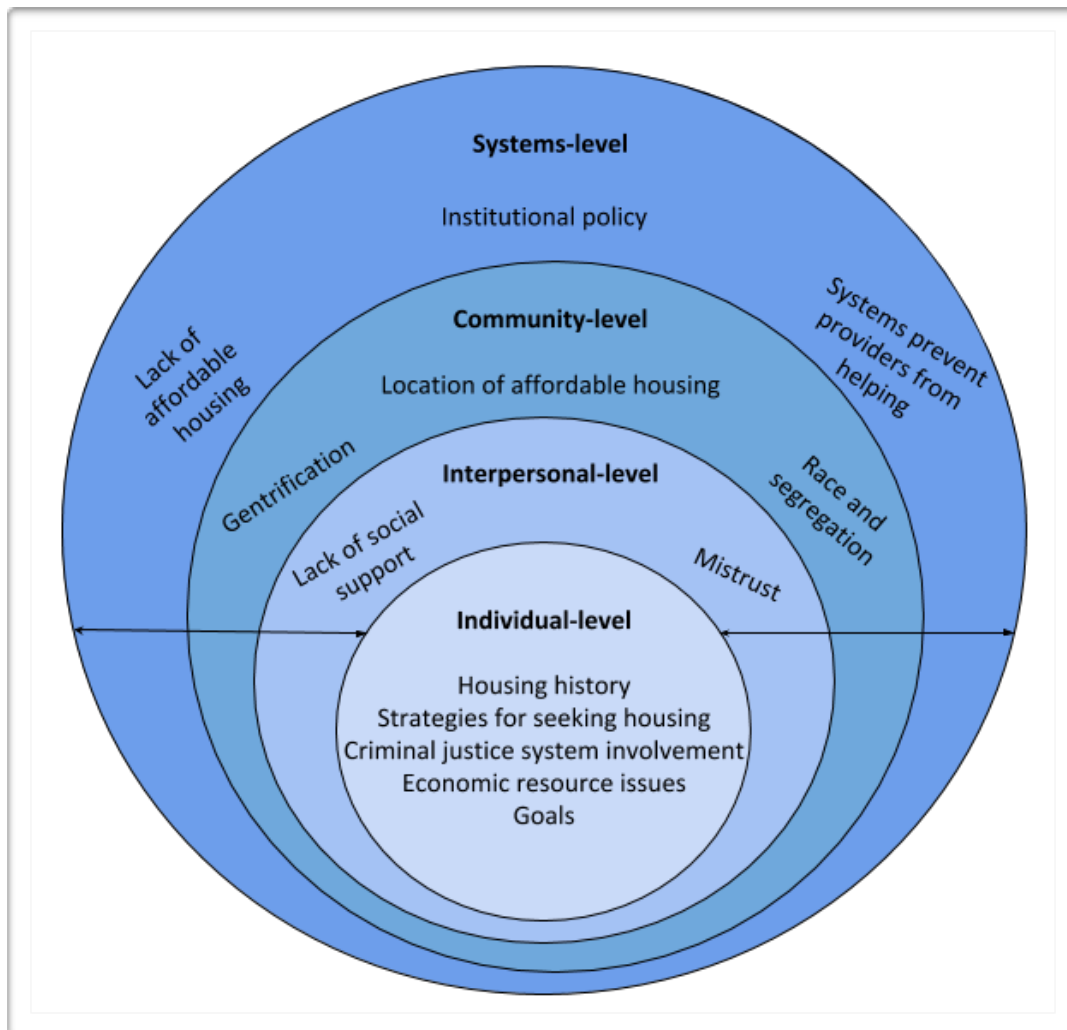 Systems-level
Institutional policy
Lack of
affordable
housing
Systems prevent
providers from
helping
Community-level
Location of affordable housing
Gentrification
Race and
segregation
Interpersonal-level
Lack of social
support
Mistrust
Individual-level
Housing history
Strategies for seeking housing
Criminal justice system involvement
Economic resource issues
Goals